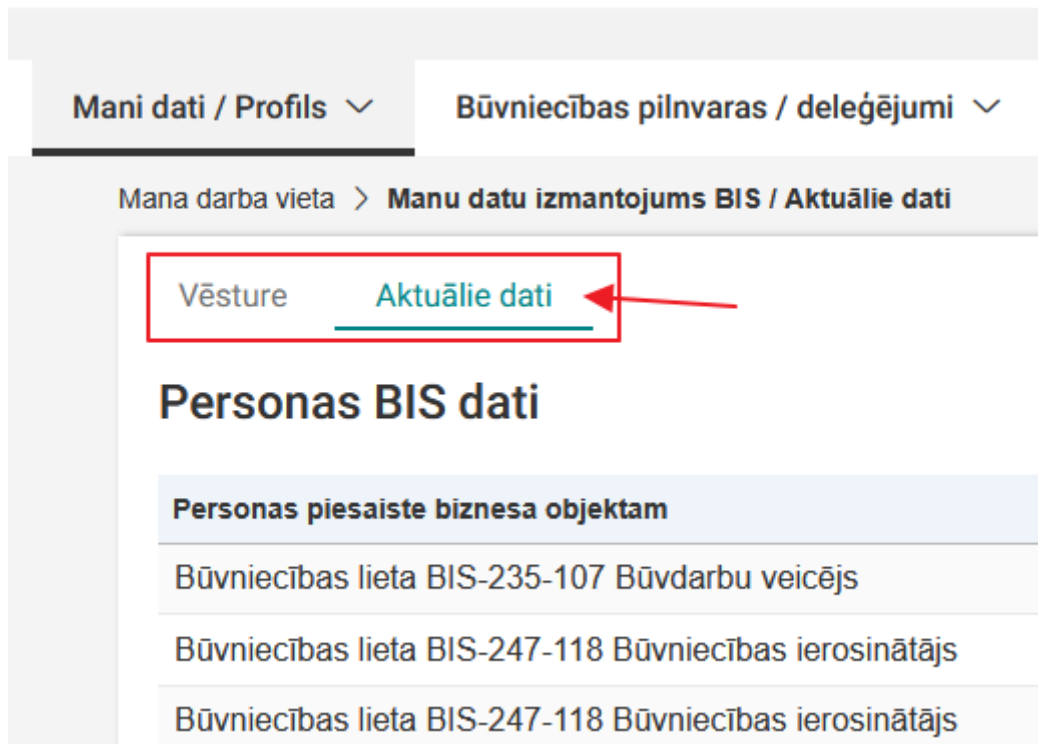 Mani dati / Profils Būvniecības pilnvaras / deleģējumi
Mana darba vieta > Manu datu izmantojums BIS / Aktuālie dati
Vēsture Aktuālie dati
Personas BIS dati
Personas piesaiste biznesa objektam
Būvniecības lieta BIS-235-107 Būvdarbu veicējs
Būvniecības lieta BIS-247-118 Būvniecības ierosinātājs
Būvniecības lieta BIS-247-118 Būvniecības ierosinātājs